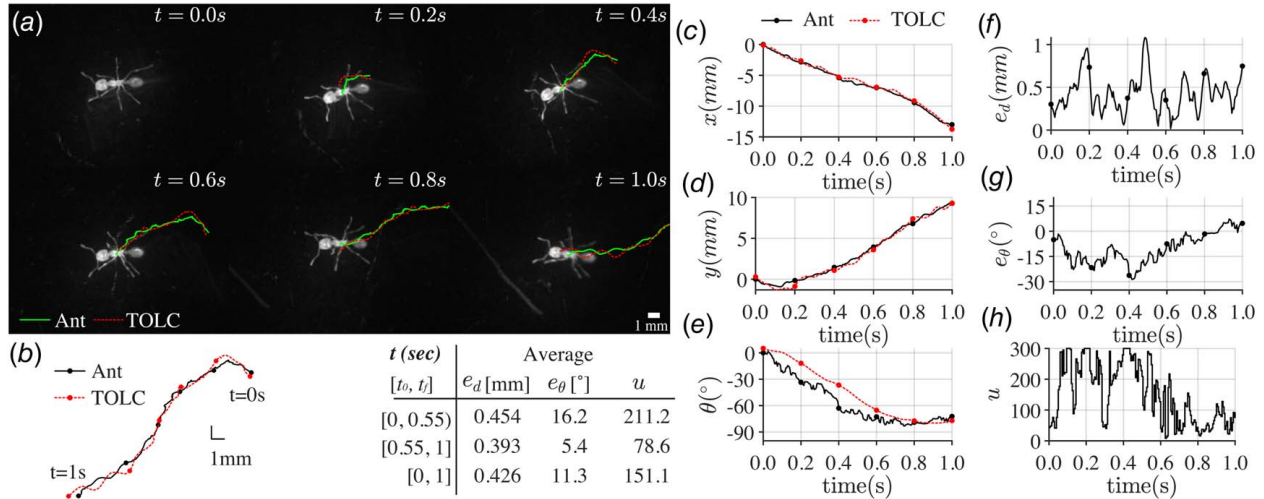 (a)
t = 0.0s
t = 0.2s
t = 0.4s
t = 0.6s
t = 0.8s
t = 1.0s
Ant TOLC
1 mm
(b)
Ant
TOLC
t=0s
1mm
t=1s
t (sec) Average
[t₀, t_f] e_d [mm] e_θ [°] u
[0, 0.55) 0.454 16.2 211.2
[0.55, 1] 0.393 5.4 78.6
[0, 1] 0.426 11.3 151.1
Ant TOLC
(c)
x(mm)
0
-5
-10
-15
0.0 0.2 0.4 0.6 0.8 1.0
time(s)
(d)
y(mm)
10
5
0
0.0 0.2 0.4 0.6 0.8 1.0
time(s)
(e)
θ(°)
0
-30
-60
-90
0.0 0.2 0.4 0.6 0.8 1.0
time(s)
(f)
e_d(mm)
1
0.5
0
0.0 0.2 0.4 0.6 0.8 1.0
time(s)
(g)
e_θ(°)
15
0
-15
-30
0.0 0.2 0.4 0.6 0.8 1.0
time(s)
(h)
u
300
200
100
0
0.0 0.2 0.4 0.6 0.8 1.0
time(s)